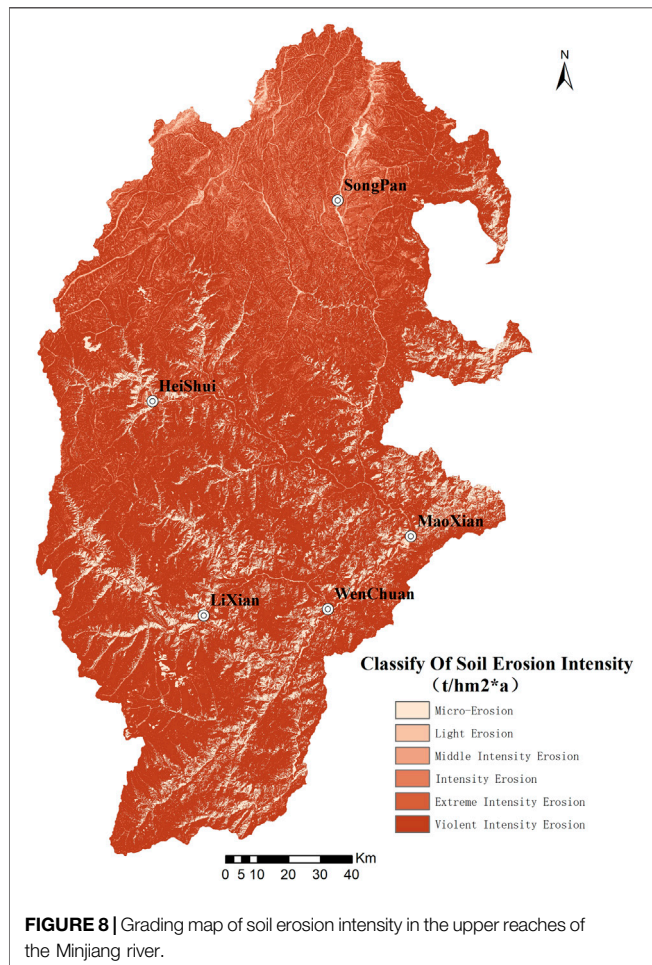 N
SongPan
HeiShui
MaoXian
WenChuan
LiXian
Classify Of Soil Erosion Intensity
（t/hm2*a）
Micro-Erosion
Light Erosion
Middle Intensity Erosion
Intensity Erosion
Extreme Intensity Erosion
Violent Intensity Erosion
Km
0 5 10 20 30 40
FIGURE 8 | Grading map of soil erosion intensity in the upper reaches of
the Minjiang river.